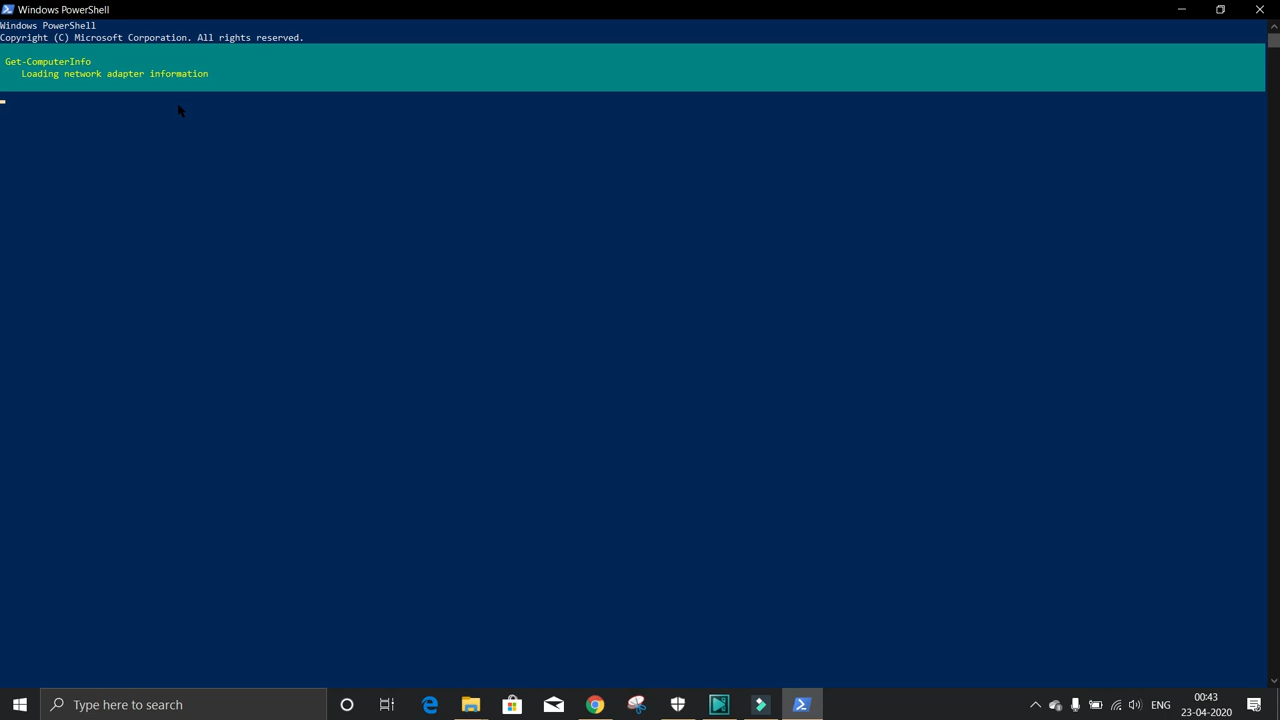 Windows PowerShell
Windows PowerShell
Copyright (C) Microsoft Corporation. All rights reserved.
Get-ComputerInfo
Loading network adapter information
Type here to search
ENG
00:43
23-04-2020